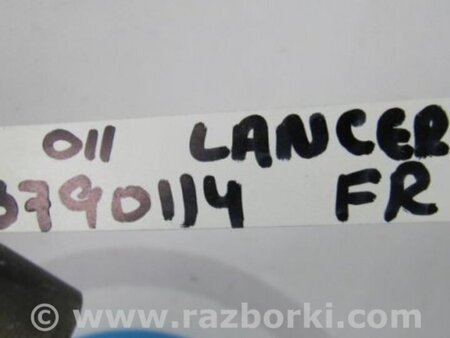 011 LANCER
3790114 FR
© www.razborki.com